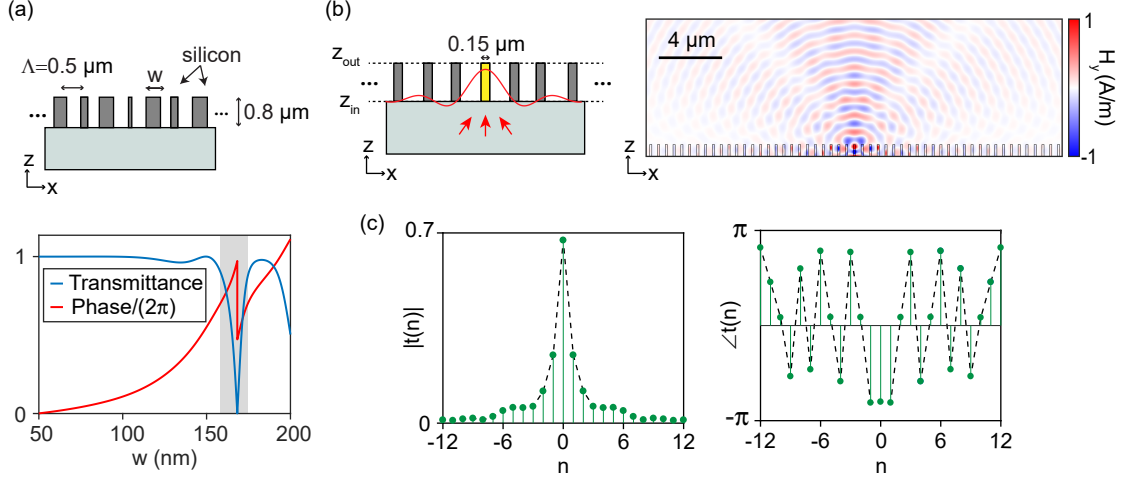 (a)
silicon
Λ=0.5 µm
w
0.8 µm
...
...
z
x
(b)
0.15 µm
z_out
z_in
...
...
z
x
4 µm
1
H_y (A/m)
-1
z
x
1
Transmittance
Phase/(2π)
0
50
100
150
200
w (nm)
(c)
0.7
|t(n)|
0
-12
-6
0
6
12
n
π
∠t(n)
-π
-12
-6
0
6
12
n